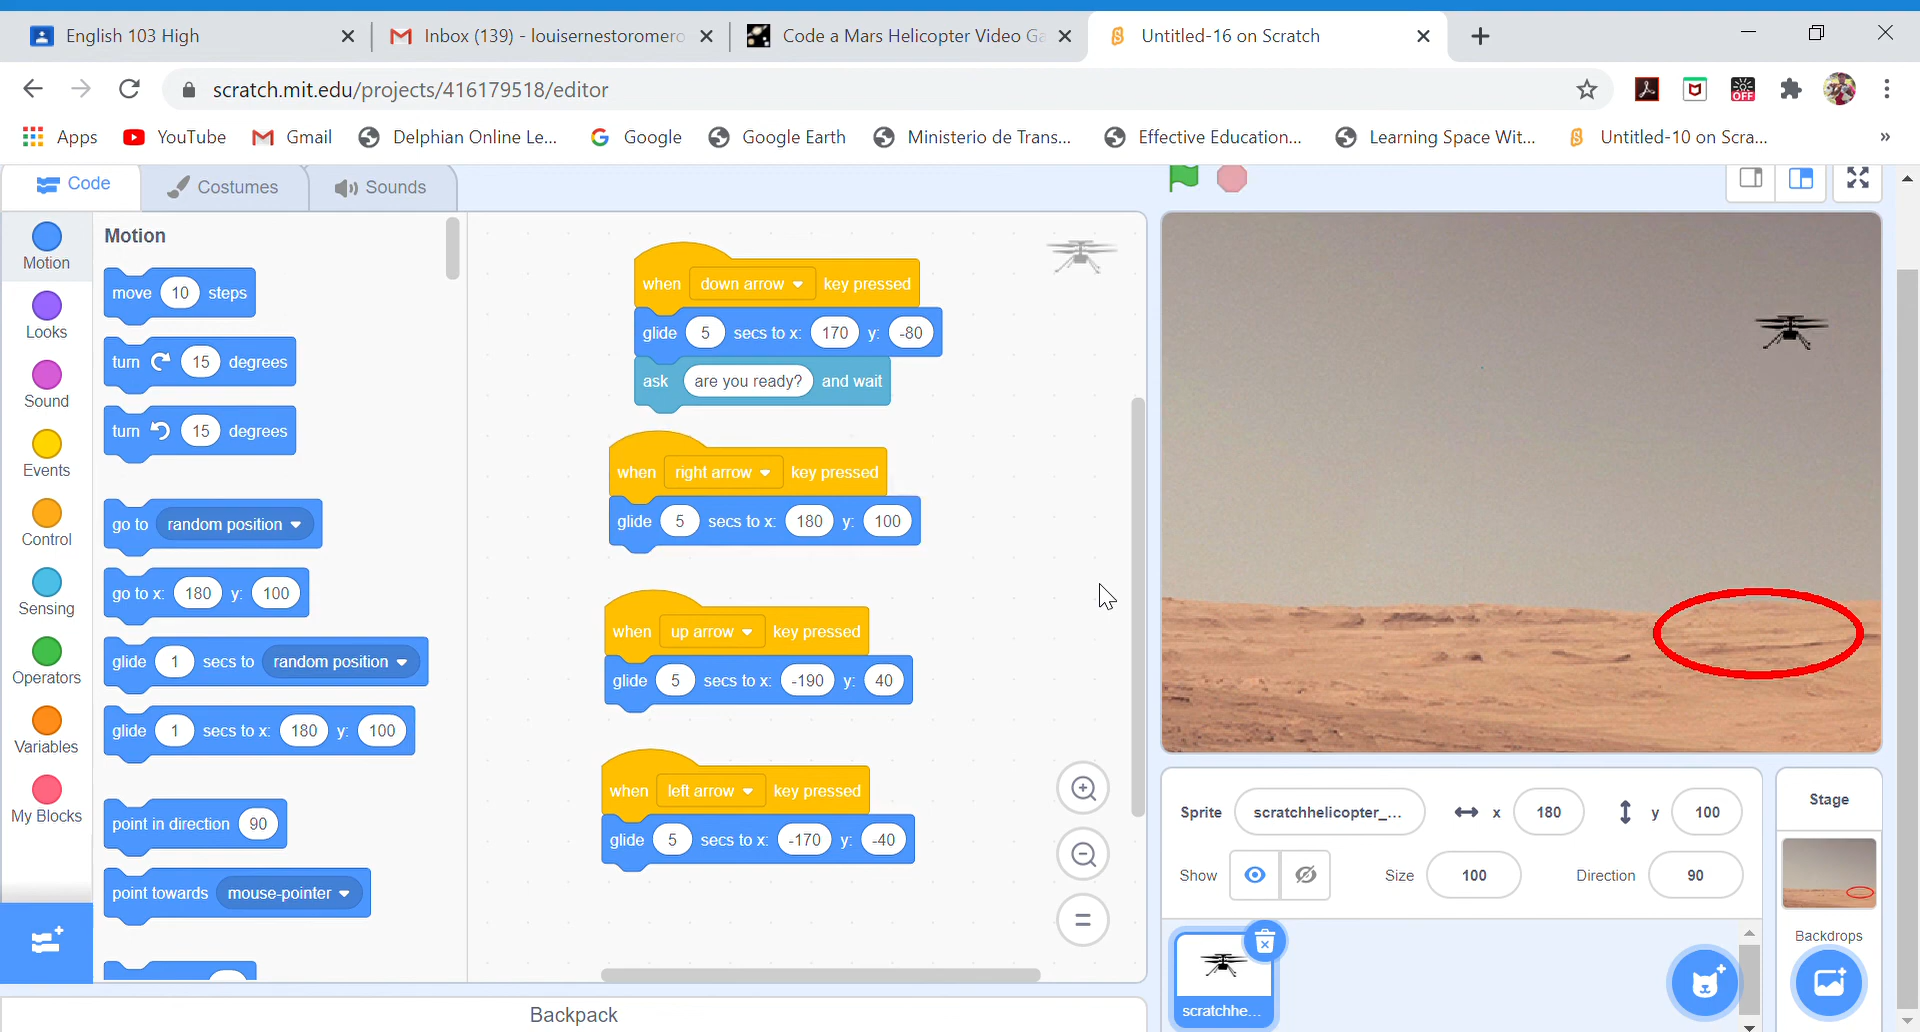 English 103 High
Inbox (139) - louisernestoromero
Code a Mars Helicopter Video Ga
Untitled-16 on Scratch
scratch.mit.edu/projects/416179518/editor
OFF
Apps
YouTube
Gmail
Delphian Online Le...
Google
Google Earth
Ministerio de Trans...
Effective Education...
Learning Space Wit...
Untitled-10 on Scra...
»
Code
Costumes
Sounds
Motion
Looks
Sound
Events
Control
Sensing
Operators
Variables
My Blocks
Motion
move 10 steps
turn 15 degrees
turn 15 degrees
go to random position
go to x: 180 y: 100
glide 1 secs to random position
glide 1 secs to x: 180 y: 100
point in direction 90
point towards mouse-pointer
when down arrow key pressed
glide 5 secs to x: 170 y: -80
ask are you ready? and wait
when right arrow key pressed
glide 5 secs to x: 180 y: 100
when up arrow key pressed
glide 5 secs to x: -190 y: 40
when left arrow key pressed
glide 5 secs to x: -170 y: -40
Backpack
Sprite scratchhelicopter_... x 180 y 100
Show Size 100 Direction 90
scratchhe...
Stage
Backdrops